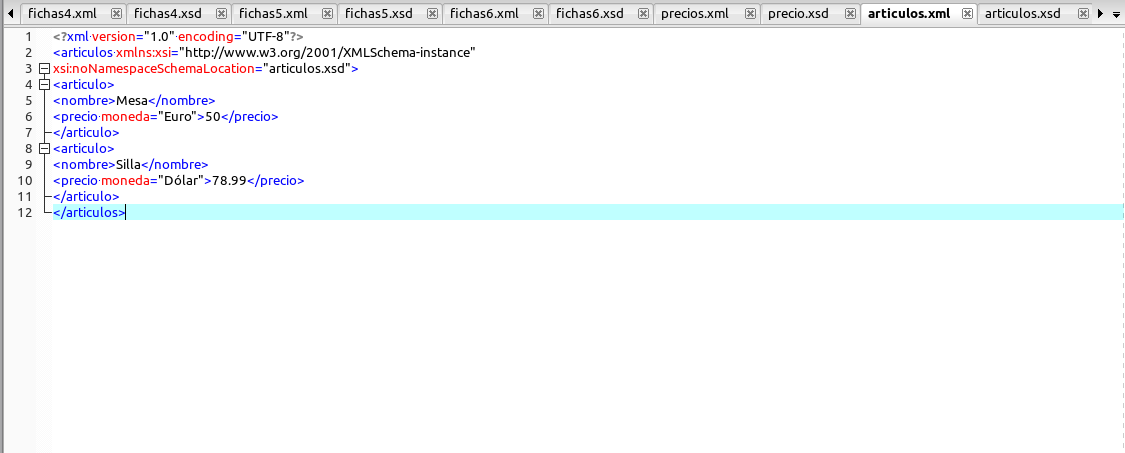 fichas4.xml fichas4.xsd fichas5.xml fichas5.xsd fichas6.xml fichas6.xsd precios.xml precio.xsd articulos.xml articulos.xsd
1 <?xml version="1.0" encoding="UTF-8"?>
2 <articulos xmlns:xsi="http://www.w3.org/2001/XMLSchema-instance"
3 xsi:noNamespaceSchemaLocation="articulos.xsd">
4 <articulo>
5 <nombre>Mesa</nombre>
6 <precio moneda="Euro">50</precio>
7 </articulo>
8 <articulo>
9 <nombre>Silla</nombre>
10 <precio moneda="Dólar">78.99</precio>
11 </articulo>
12 </articulos>